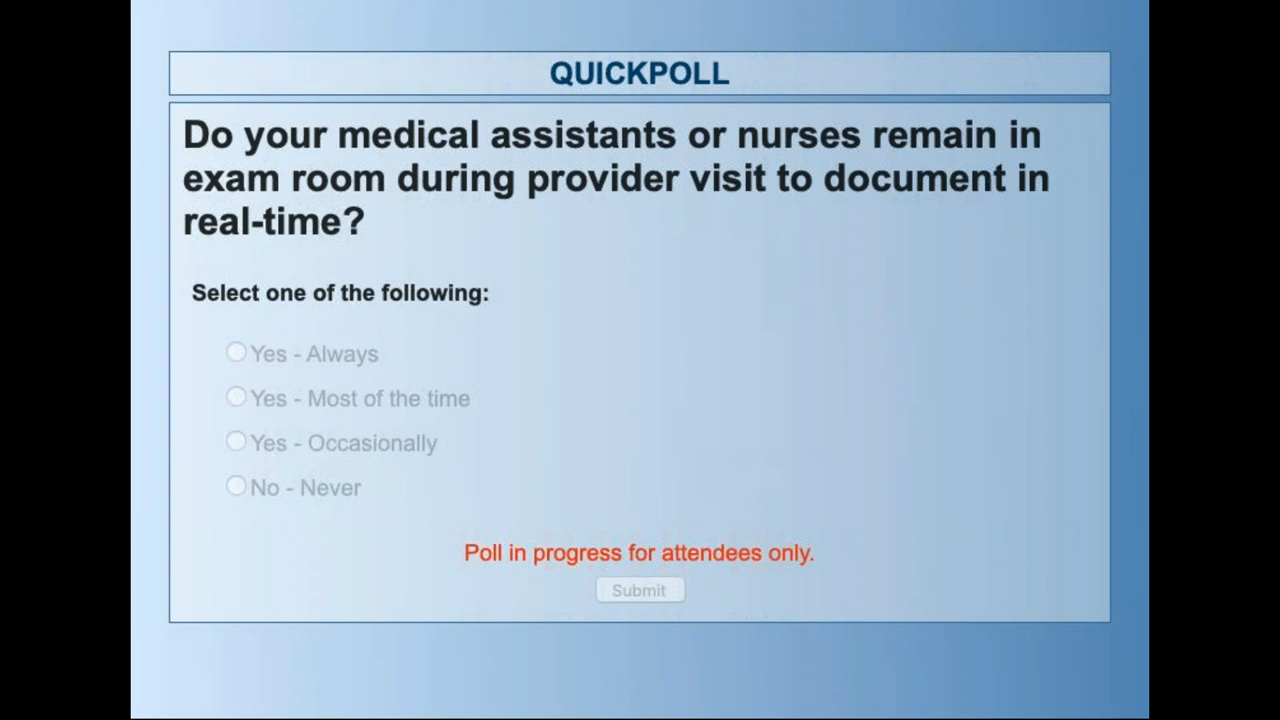 QUICKPOLL
Do your medical assistants or nurses remain in
exam room during provider visit to document in
real-time?
Select one of the following:
Yes - Always
Yes - Most of the time
Yes - Occasionally
No - Never
Poll in progress for attendees only.
Submit